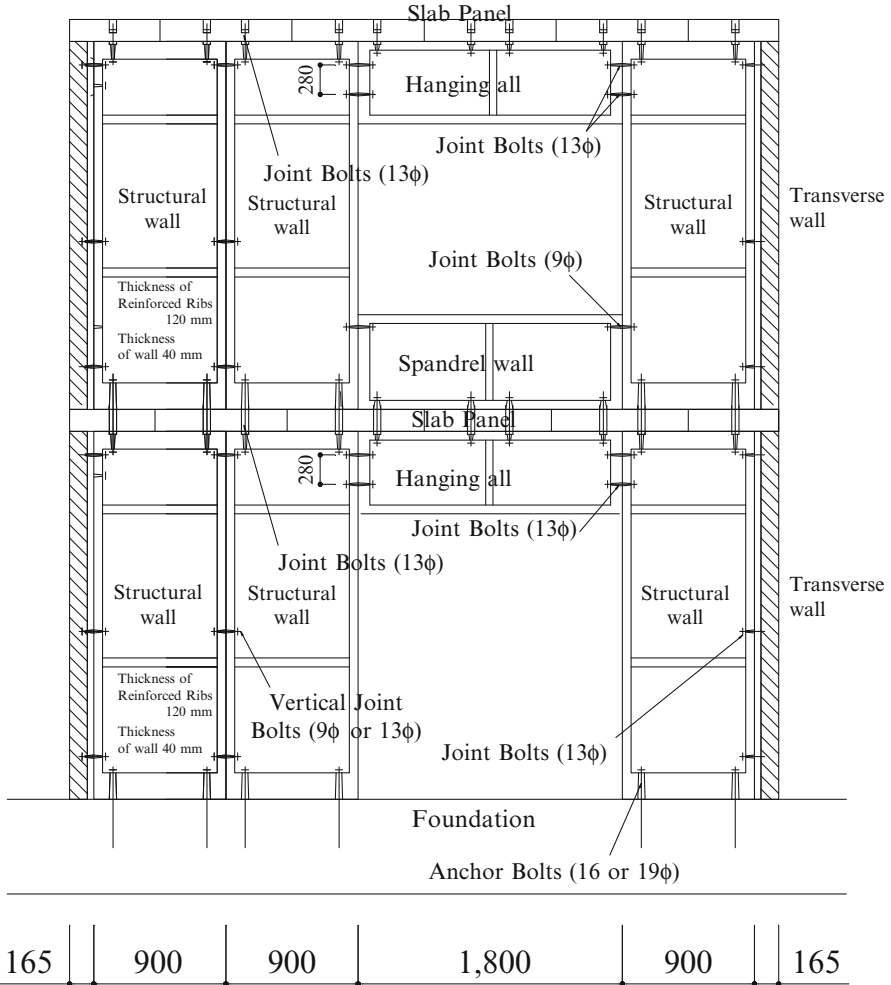 Slab Panel
280
Hanging all
Joint Bolts (13ϕ)
Joint Bolts (13ϕ)
Structural
wall
Structural
wall
Structural
wall
Transverse
wall
Joint Bolts (9ϕ)
Thickness of
Reinforced Ribs
120 mm
Thickness
of wall 40 mm
Spandrel wall
Slab Panel
280
Hanging all
Joint Bolts (13ϕ)
Joint Bolts (13ϕ)
Structural
wall
Structural
wall
Structural
wall
Transverse
wall
Thickness of
Reinforced Ribs
120 mm
Thickness
of wall 40 mm
Vertical Joint
Bolts (9ϕ or 13ϕ)
Joint Bolts (13ϕ)
Foundation
Anchor Bolts (16 or 19ϕ)
165 900 900 1,800 900 165